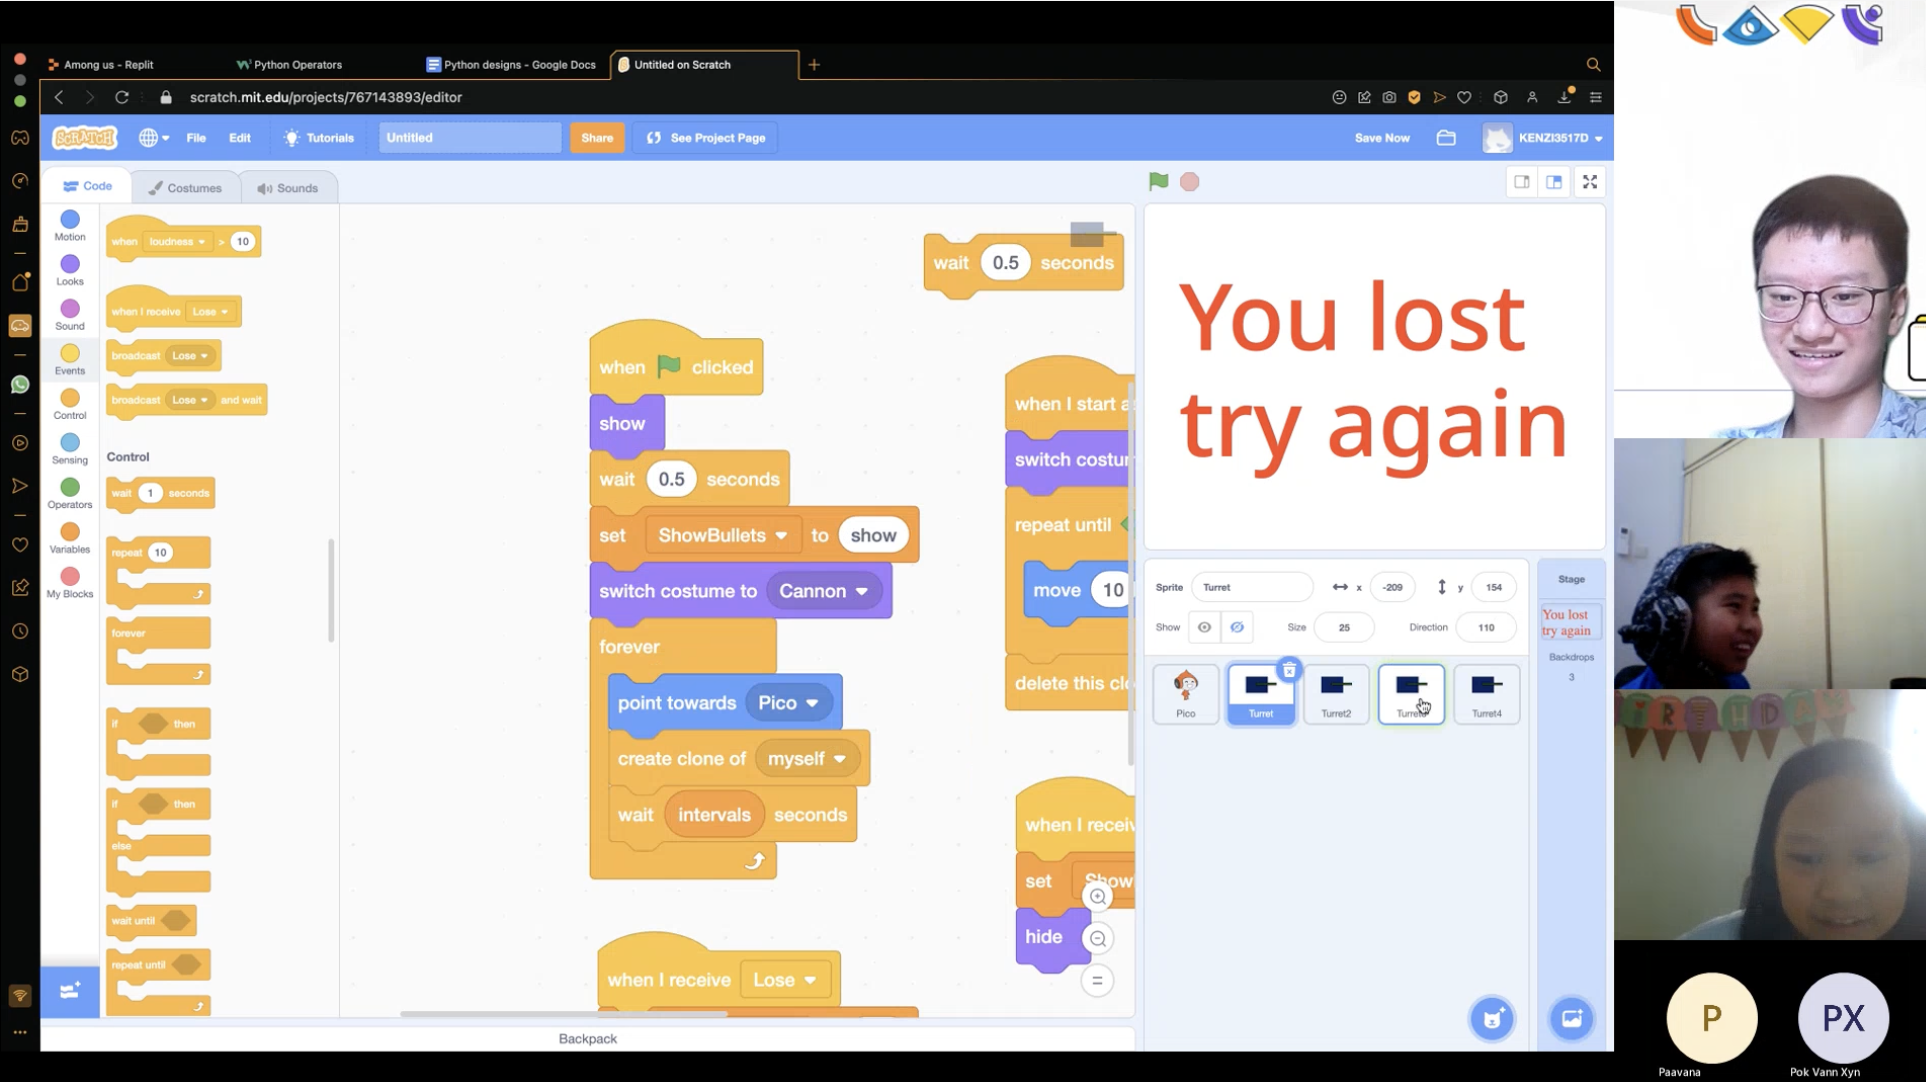 Among us - Replit
Python Operators
Python designs - Google Docs
Untitled on Scratch
scratch.mit.edu/projects/767143893/editor
SCRATCH
File
Edit
Tutorials
Untitled
Share
See Project Page
Save Now
KENZI3517D
Code
Costumes
Sounds
Motion
Looks
Sound
Events
Control
Sensing
Operators
Variables
My Blocks
when loudness > 10
when I receive Lose
broadcast Lose
broadcast Lose and wait
Control
wait 1 seconds
repeat 10
forever
if then
if then
else
wait until
repeat until
wait 0.5 seconds
when clicked
show
wait 0.5 seconds
set ShowBullets to show
switch costume to Cannon
forever
point towards Pico
create clone of myself
wait intervals seconds
when I receive Lose
when I start a
switch costum
repeat until
move 10
delete this clo
when I receiv
set Show
hide
Backpack
You lost
try again
Sprite Turret x -209 y 154
Show Size 25 Direction 110
Pico
Turret
Turret2
Turret4
Stage
You lost
try again
Backdrops
3
P
PX
Paavana
Pok Vann Xyn